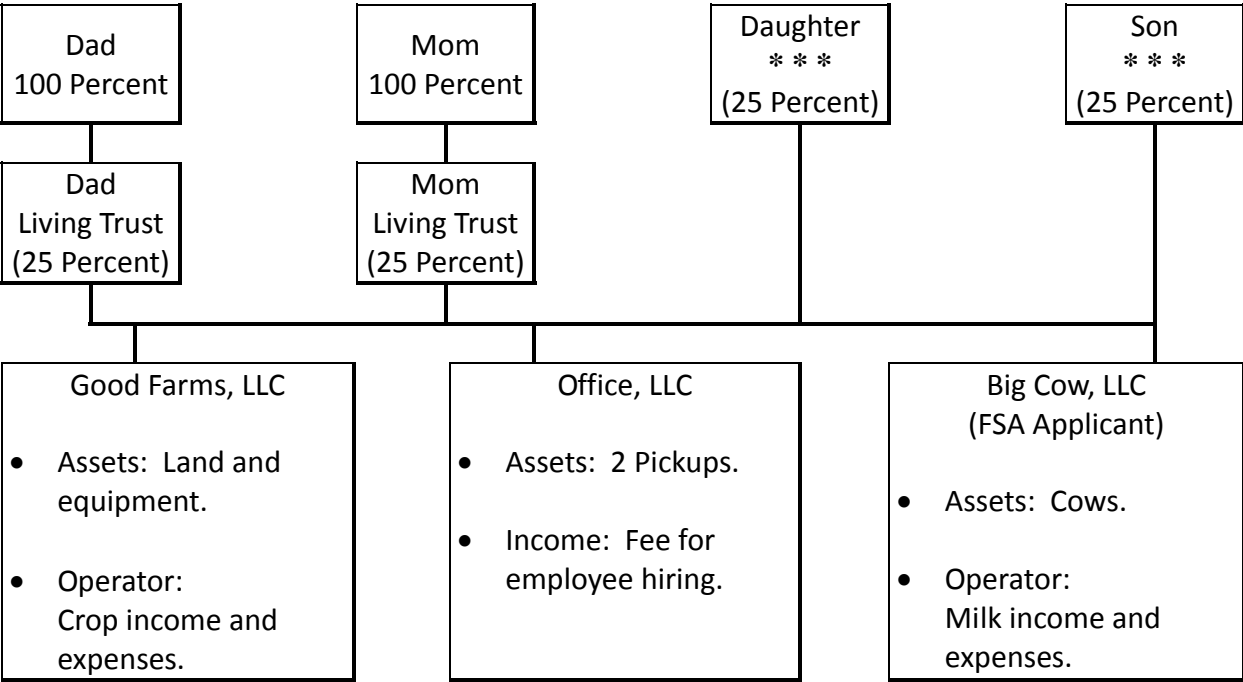 Dad
100 Percent
Mom
100 Percent
Daughter
* * *
(25 Percent)
Son
* * *
(25 Percent)
Dad
Living Trust
(25 Percent)
Mom
Living Trust
(25 Percent)
Good Farms, LLC
• Assets:  Land and
equipment.
• Operator:
Crop income and
expenses.
Office, LLC
• Assets:  2 Pickups.
• Income:  Fee for
employee hiring.
Big Cow, LLC
(FSA Applicant)
• Assets:  Cows.
• Operator:
Milk income and
expenses.